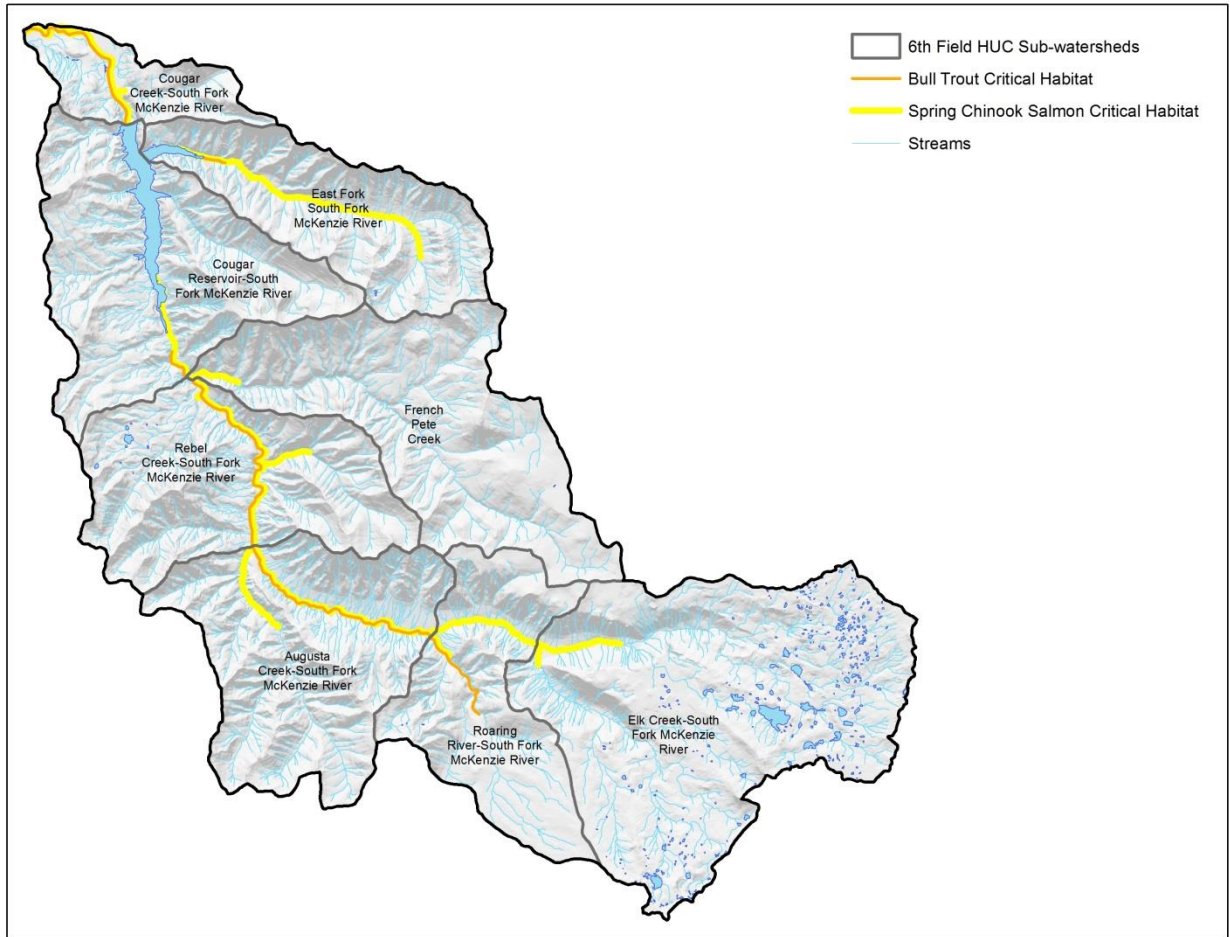 6th Field HUC Sub-watersheds
Bull Trout Critical Habitat
Spring Chinook Salmon Critical Habitat
Streams
Cougar
Creek-South Fork
McKenzie River
East Fork
South Fork
McKenzie River
Cougar
Reservoir-South
Fork McKenzie River
French
Pete
Creek
Rebel
Creek-South Fork
McKenzie River
Augusta
Creek-South Fork
McKenzie River
Roaring
River-South Fork
McKenzie River
Elk Creek-South
Fork McKenzie
River